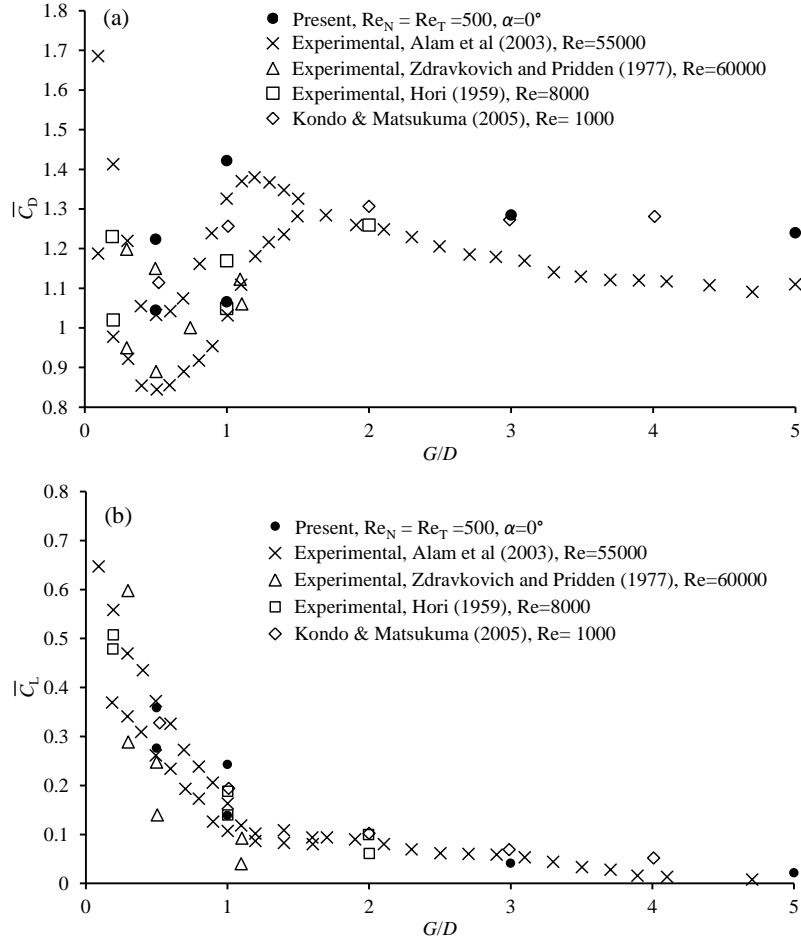 (a)
Present, Re_N = Re_T =500, α=0°
Experimental, Alam et al (2003), Re=55000
Experimental, Zdravkovich and Pridden (1977), Re=60000
Experimental, Hori (1959), Re=8000
Kondo & Matsukuma (2005), Re= 1000
1.8
1.7
1.6
1.5
1.4
1.3
1.2
1.1
1
0.9
0.8
C̅_D
0 1 2 3 4 5
G/D
(b)
Present, Re_N = Re_T =500, α=0°
Experimental, Alam et al (2003), Re=55000
Experimental, Zdravkovich and Pridden (1977), Re=60000
Experimental, Hori (1959), Re=8000
Kondo & Matsukuma (2005), Re= 1000
0.8
0.7
0.6
0.5
0.4
0.3
0.2
0.1
0
C̅_L
0 1 2 3 4 5
G/D